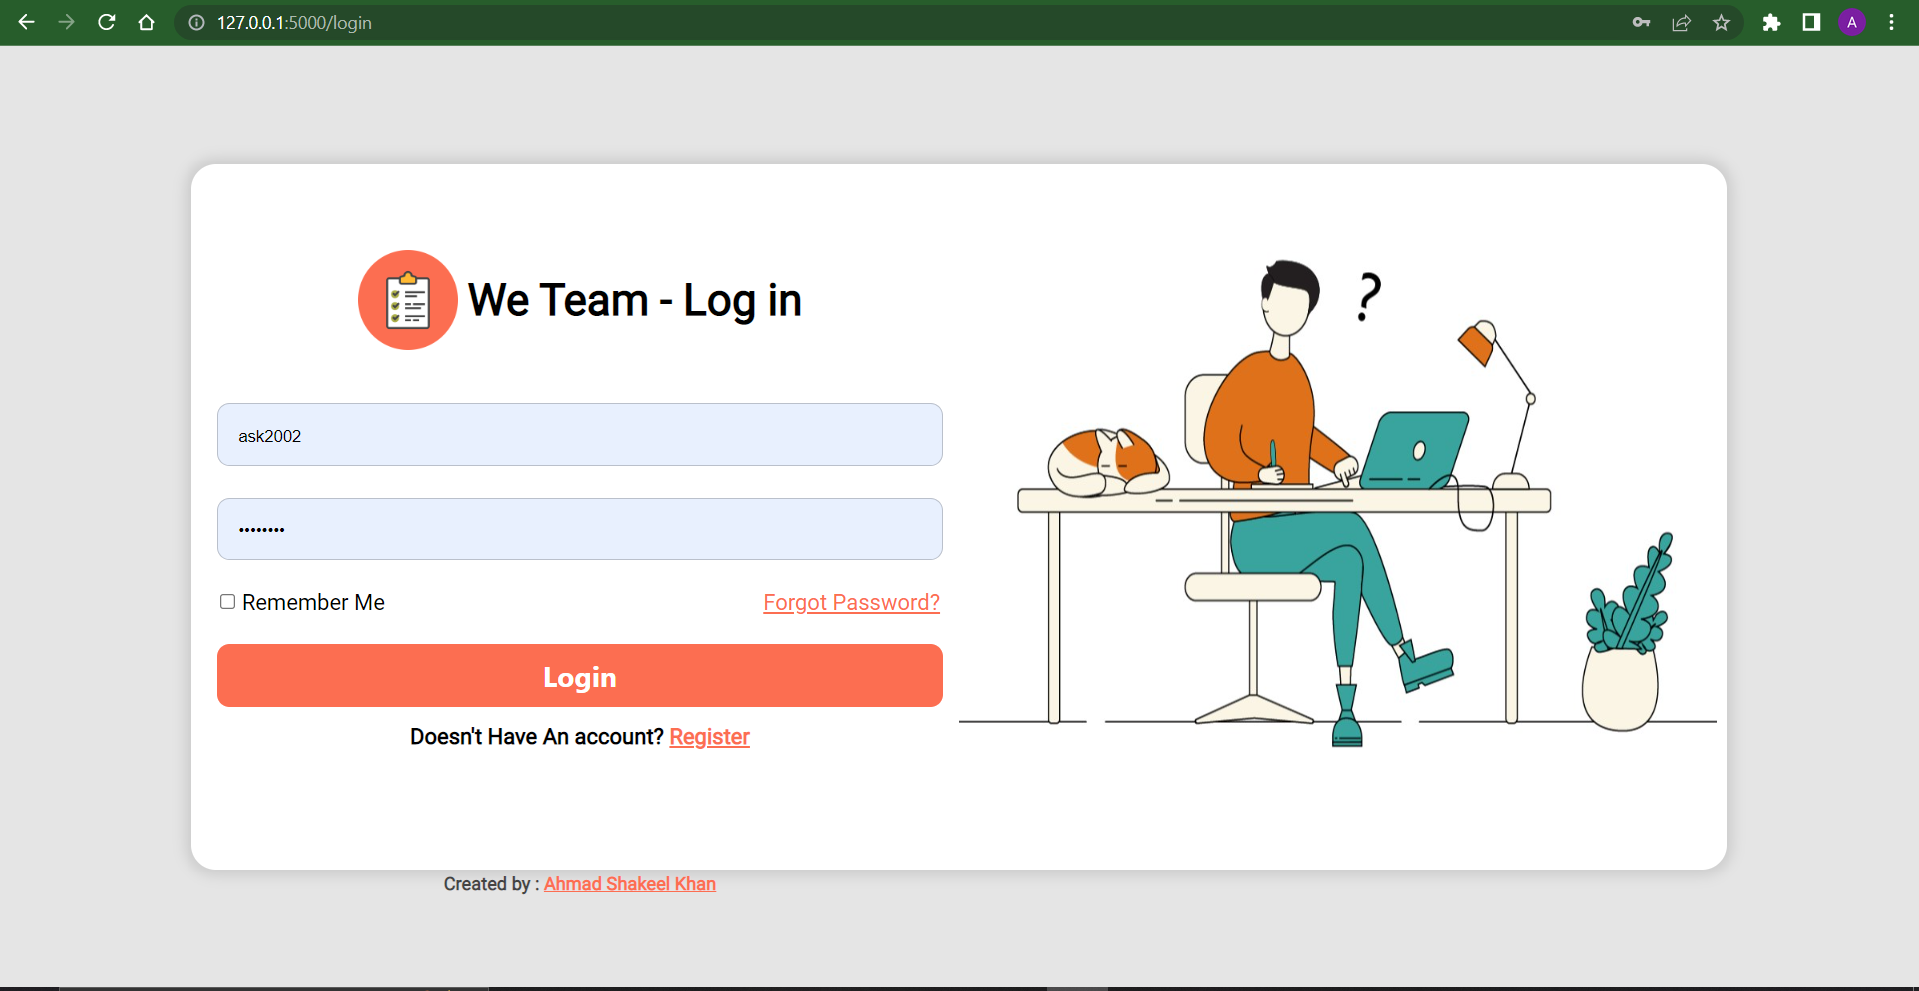 127.0.0.1:5000/login
A
We Team - Log in
?
ask2002
••••••••
Remember Me
Forgot Password?
Login
Doesn't Have An account? Register
Created by : Ahmad Shakeel Khan